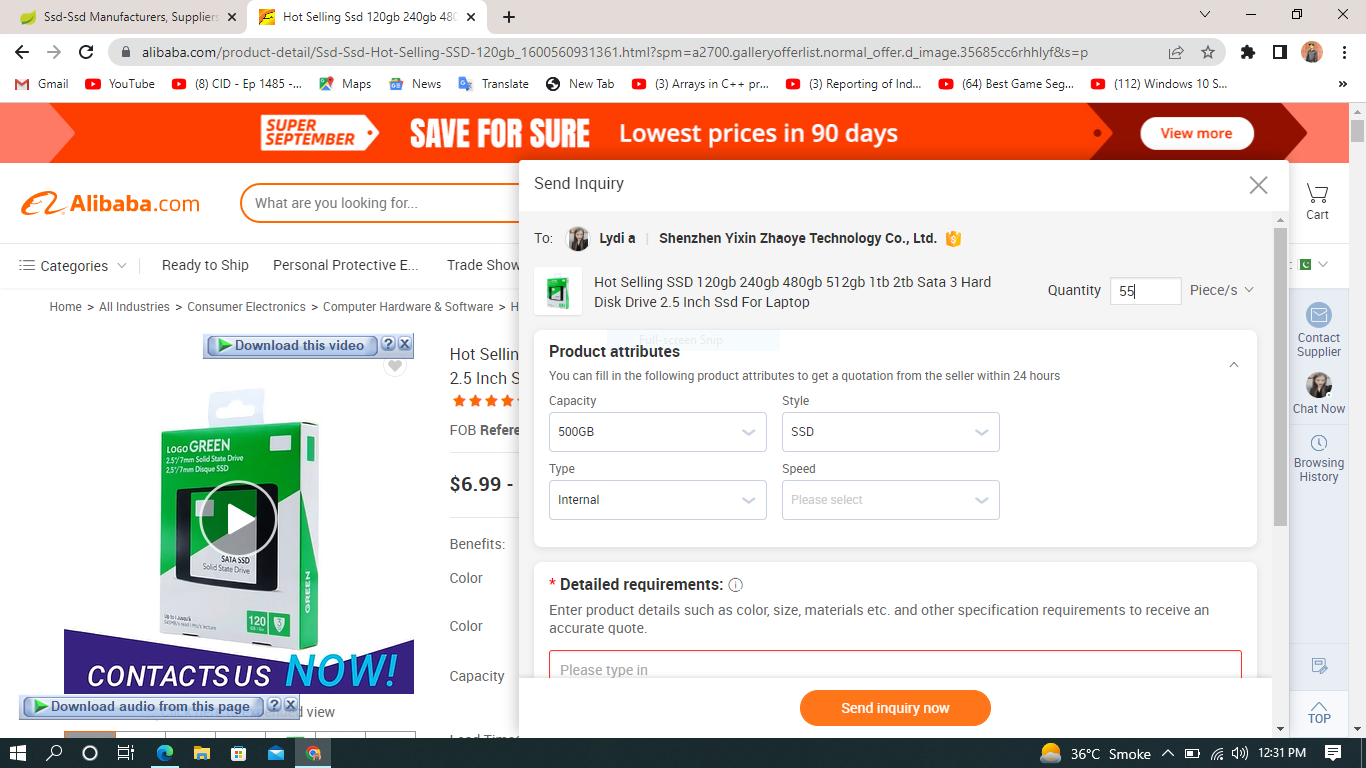 Ssd-Ssd Manufacturers, Suppliers
Hot Selling Ssd 120gb 240gb 480
alibaba.com/product-detail/Ssd-Ssd-Hot-Selling-SSD-120gb_1600560931361.html?spm=a2700.galleryofferlist.normal_offer.d_image.35685cc6rhhlyf&s=p
Gmail
YouTube
(8) CID - Ep 1485 -...
Maps
News
Translate
New Tab
(3) Arrays in C++ pr...
(3) Reporting of Ind...
(64) Best Game Seg...
(112) Windows 10 S...
SUPER
SEPTEMBER
SAVE FOR SURE
Lowest prices in 90 days
View more
Alibaba.com
What are you looking for...
Cart
Categories
Ready to Ship
Personal Protective E...
Trade Show
Home > All Industries > Consumer Electronics > Computer Hardware & Software > H
Download this video
LOGO GREEN
2.5"/7mm Solid State Drive
2,5"/7mm Disque SSD
SATA SSD
Solid State Drive
GREEN
120
CONTACTS US NOW!
Download audio from this page
d view
Hot Sellin
2.5 Inch S
FOB Refere
$6.99 -
Benefits:
Color
Color
Capacity
Send Inquiry
To:
Lydi a
Shenzhen Yixin Zhaoye Technology Co., Ltd.
Hot Selling SSD 120gb 240gb 480gb 512gb 1tb 2tb Sata 3 Hard
Disk Drive 2.5 Inch Ssd For Laptop
Quantity
55
Piece/s
Full-screen Snip
Product attributes
You can fill in the following product attributes to get a quotation from the seller within 24 hours
Capacity
Style
500GB
SSD
Type
Speed
Internal
Please select
* Detailed requirements:
Enter product details such as color, size, materials etc. and other specification requirements to receive an
accurate quote.
Please type in
Send inquiry now
Contact
Supplier
Chat Now
Browsing
History
TOP
36°C Smoke
12:31 PM